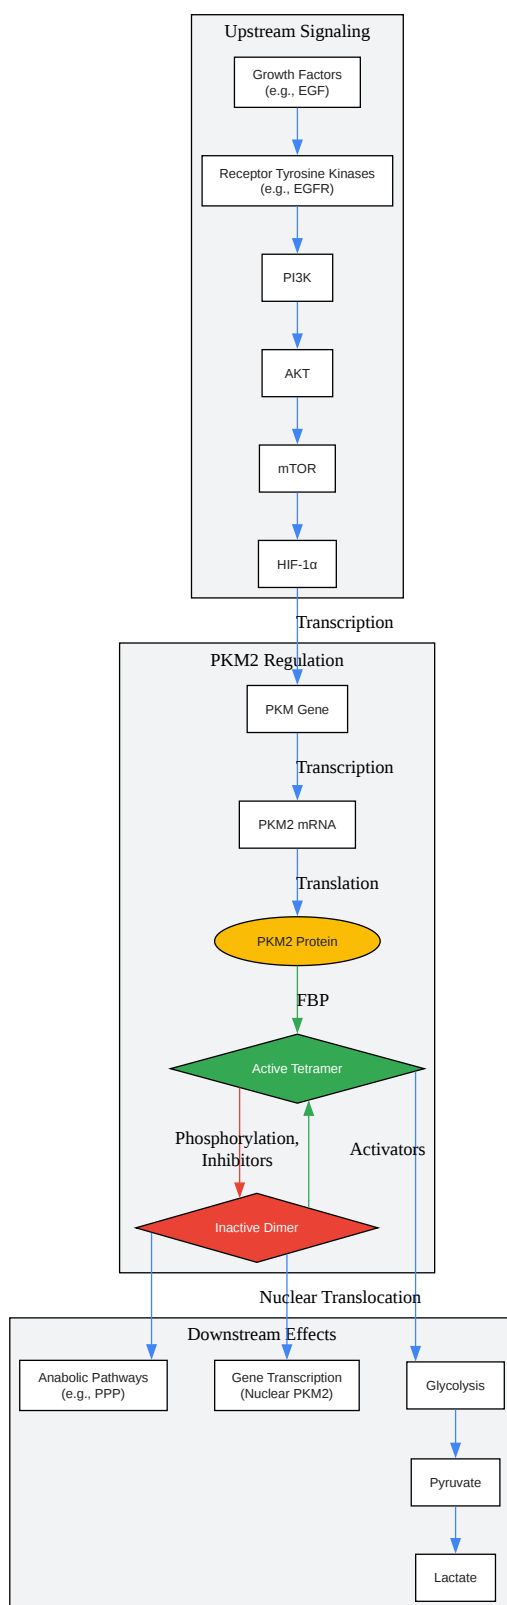 Upstream Signaling
Growth Factors
(e.g., EGF)
Receptor Tyrosine Kinases
(e.g., EGFR)
PI3K
AKT
mTOR
HIF-1α
Transcription
PKM2 Regulation
PKM Gene
Transcription
PKM2 mRNA
Translation
PKM2 Protein
FBP
Active Tetramer
Phosphorylation,
Inhibitors
Activators
Inactive Dimer
Nuclear Translocation
Downstream Effects
Anabolic Pathways
(e.g., PPP)
Gene Transcription
(Nuclear PKM2)
Glycolysis
Pyruvate
Lactate